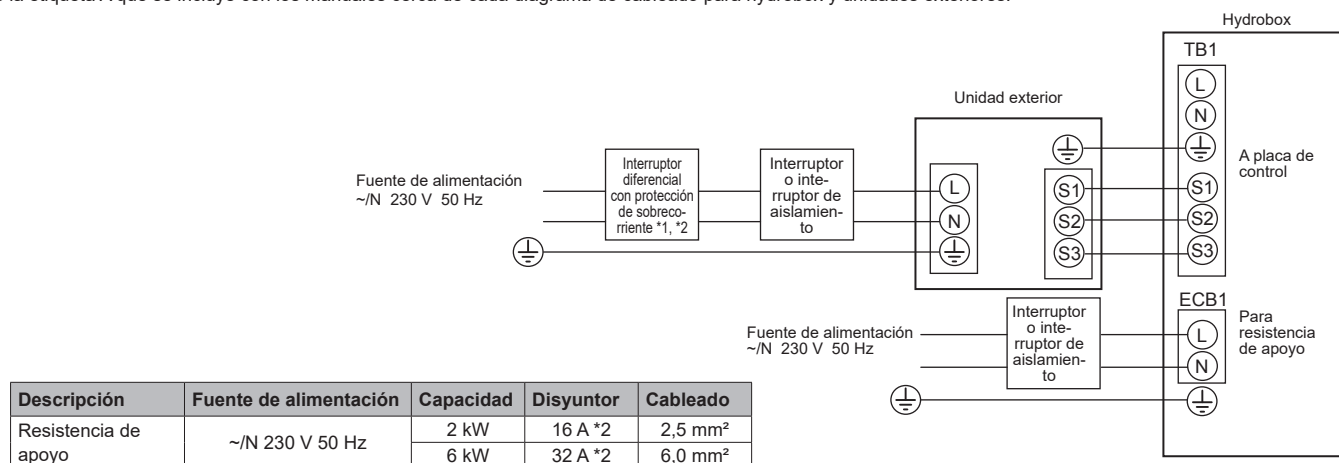 la etiqueta A que se incluye con los manuales cerca de cada diagrama de cableado para hydrobox y unidades exteriores.
Hydrobox
TB1
L
N
A placa de
control
S1
S2
S3
Unidad exterior
L
N
S1
S2
S3
Fuente de alimentación
~/N 230 V 50 Hz
Interruptor
diferencial
con protección
de sobreco-
rriente *1, *2
Interruptor
o inte-
rruptor de
aislamien-
to
ECB1
L
N
Para
resistencia
de apoyo
Fuente de alimentación
~/N 230 V 50 Hz
Interruptor
o inte-
rruptor de
aislamien-
to
Descripción Fuente de alimentación Capacidad Disyuntor Cableado
Resistencia de
apoyo
~/N 230 V 50 Hz
2 kW 16 A *2 2,5 mm²
6 kW 32 A *2 6,0 mm²